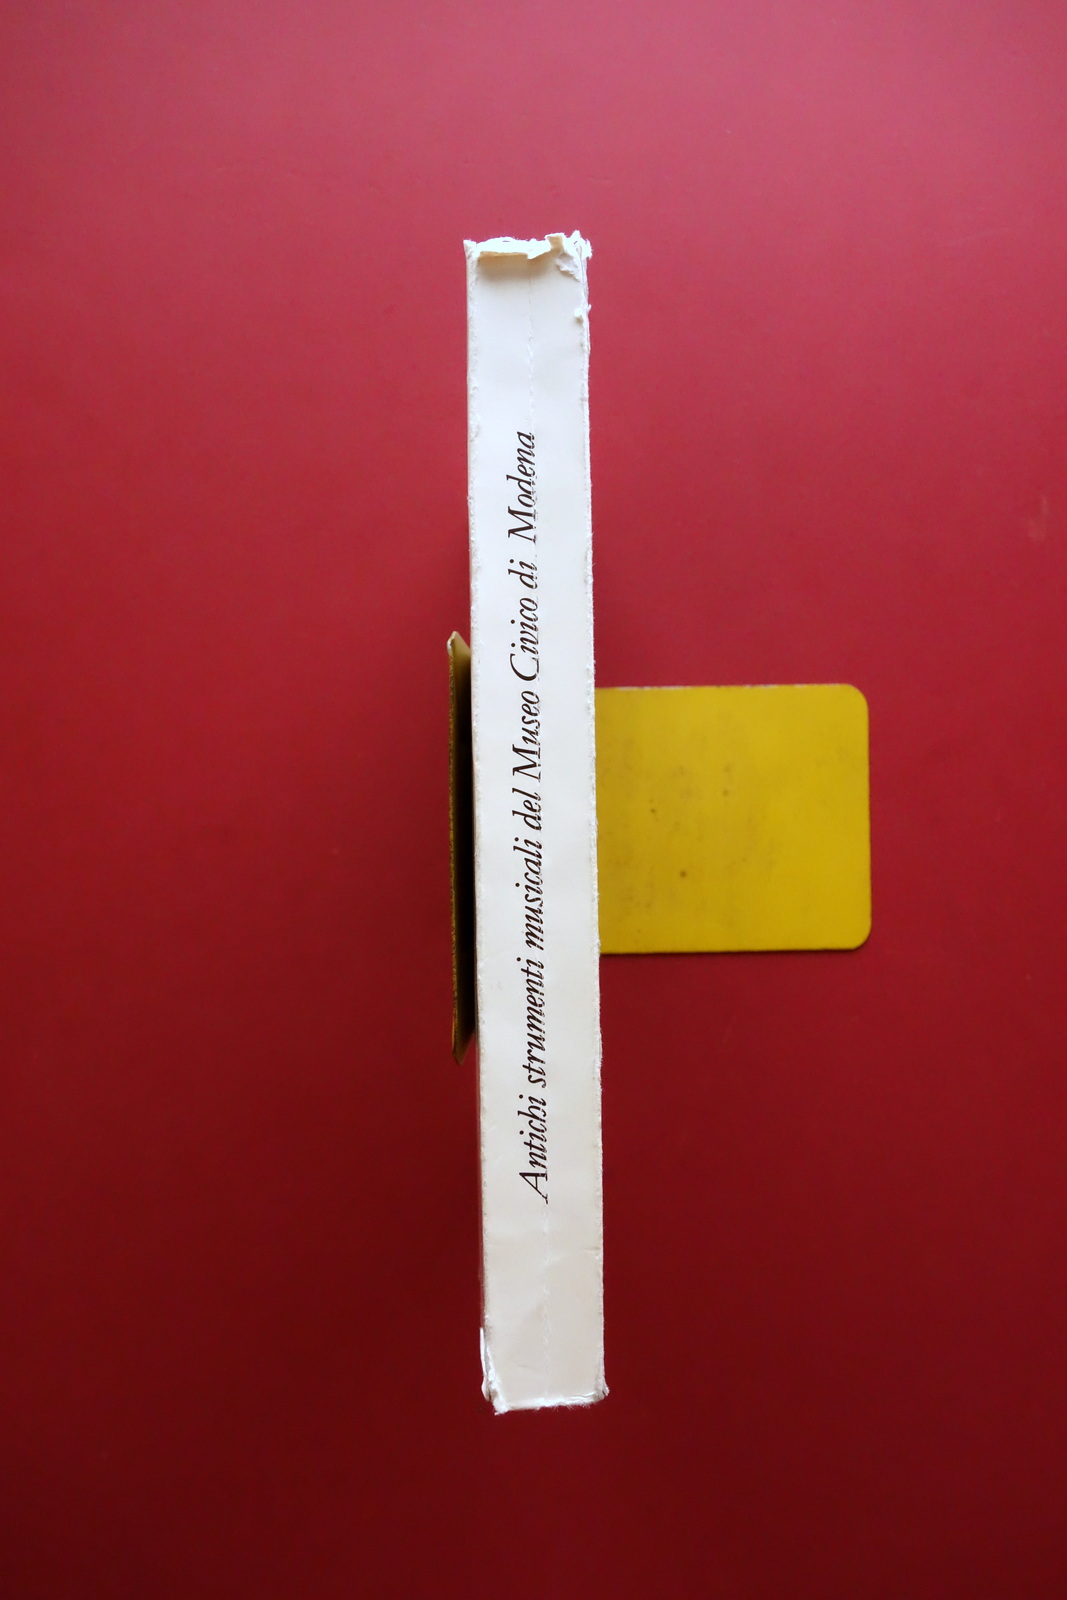 Antichi strumenti musicali del Museo Civico di Modena